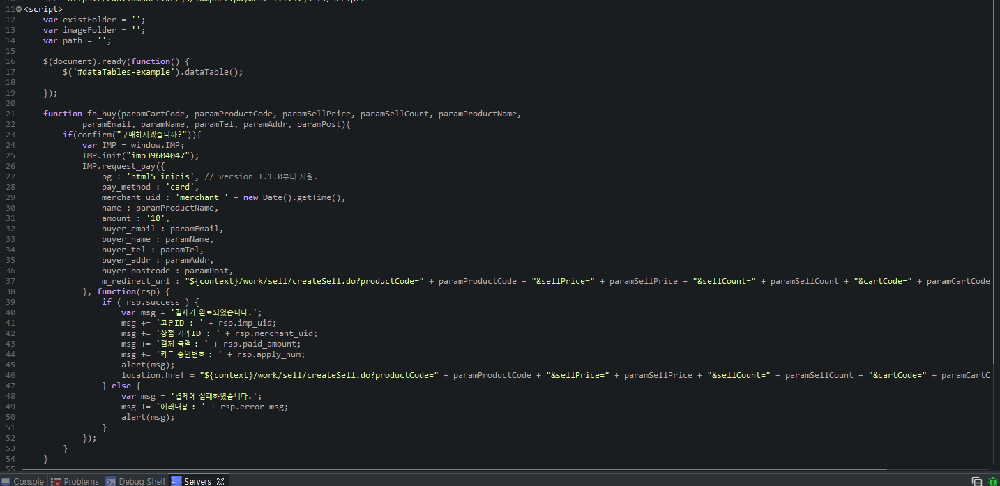 11 <script>
12 var existFolder = '';
13 var imageFolder = '';
14 var path = '';
15
16 $(document).ready(function() {
17 $('#dataTables-example').dataTable();
18
19 });
20
21 function fn_buy(paramCartCode, paramProductCode, paramSellPrice, paramSellCount, paramProductName,
22 paramEmail, paramName, paramTel, paramAddr, paramPost){
23 if(confirm("구매하시겠습니까?")){
24 var IMP = window.IMP;
25 IMP.init("imp39604047");
26 IMP.request_pay({
27 pg : 'html5_inicis', // version 1.1.0부터 지원.
28 pay_method : 'card',
29 merchant_uid : 'merchant_' + new Date().getTime(),
30 name : paramProductName,
31 amount : '10',
32 buyer_email : paramEmail,
33 buyer_name : paramName,
34 buyer_tel : paramTel,
35 buyer_addr : paramAddr,
36 buyer_postcode : paramPost,
37 m_redirect_url : "${context}/work/sell/createSell.do?productCode=" + paramProductCode + "&sellPrice=" + paramSellPrice + "&sellCount=" + paramSellCount + "&cartCode=" + paramCartCode
38 }, function(rsp) {
39 if ( rsp.success ) {
40 var msg = '결제가 완료되었습니다.';
41 msg += '고유ID : ' + rsp.imp_uid;
42 msg += '상점 거래ID : ' + rsp.merchant_uid;
43 msg += '결제 금액 : ' + rsp.paid_amount;
44 msg += '카드 승인번호 : ' + rsp.apply_num;
45 alert(msg);
46 location.href = "${context}/work/sell/createSell.do?productCode=" + paramProductCode + "&sellPrice=" + paramSellPrice + "&sellCount=" + paramSellCount + "&cartCode=" + paramCartC
47 } else {
48 var msg = '결제에 실패하였습니다.';
49 msg += '에러내용 : ' + rsp.error_msg;
50 alert(msg);
51 }
52 });
53 }
54 }
55
Console Problems Debug Shell Servers